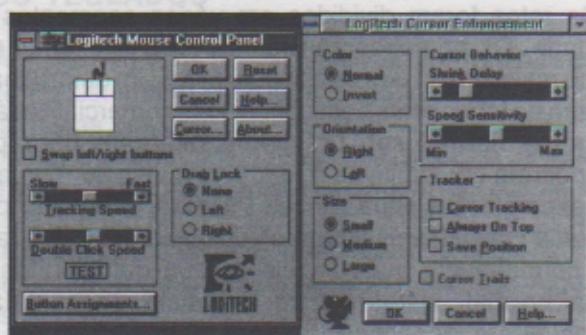 Logitech Mouse Control Panel
OK
Reset
Cancel
Help...
Cursor...
About...
Swap left/right buttons
Slow
Fast
Tracking Speed
Double Click Speed
TEST
Button Assignments...
Drag Lock
None
Left
Right
LOGITECH
Logitech Cursor Enhancement
Color
Normal
Invert
Orientation
Right
Left
Size
Small
Medium
Large
Cursor Behavior
Shrink Delay
Speed Sensitivity
Min
Max
Tracker
Cursor Tracking
Always On Top
Save Position
Cursor Trails
OK
Cancel
Help...